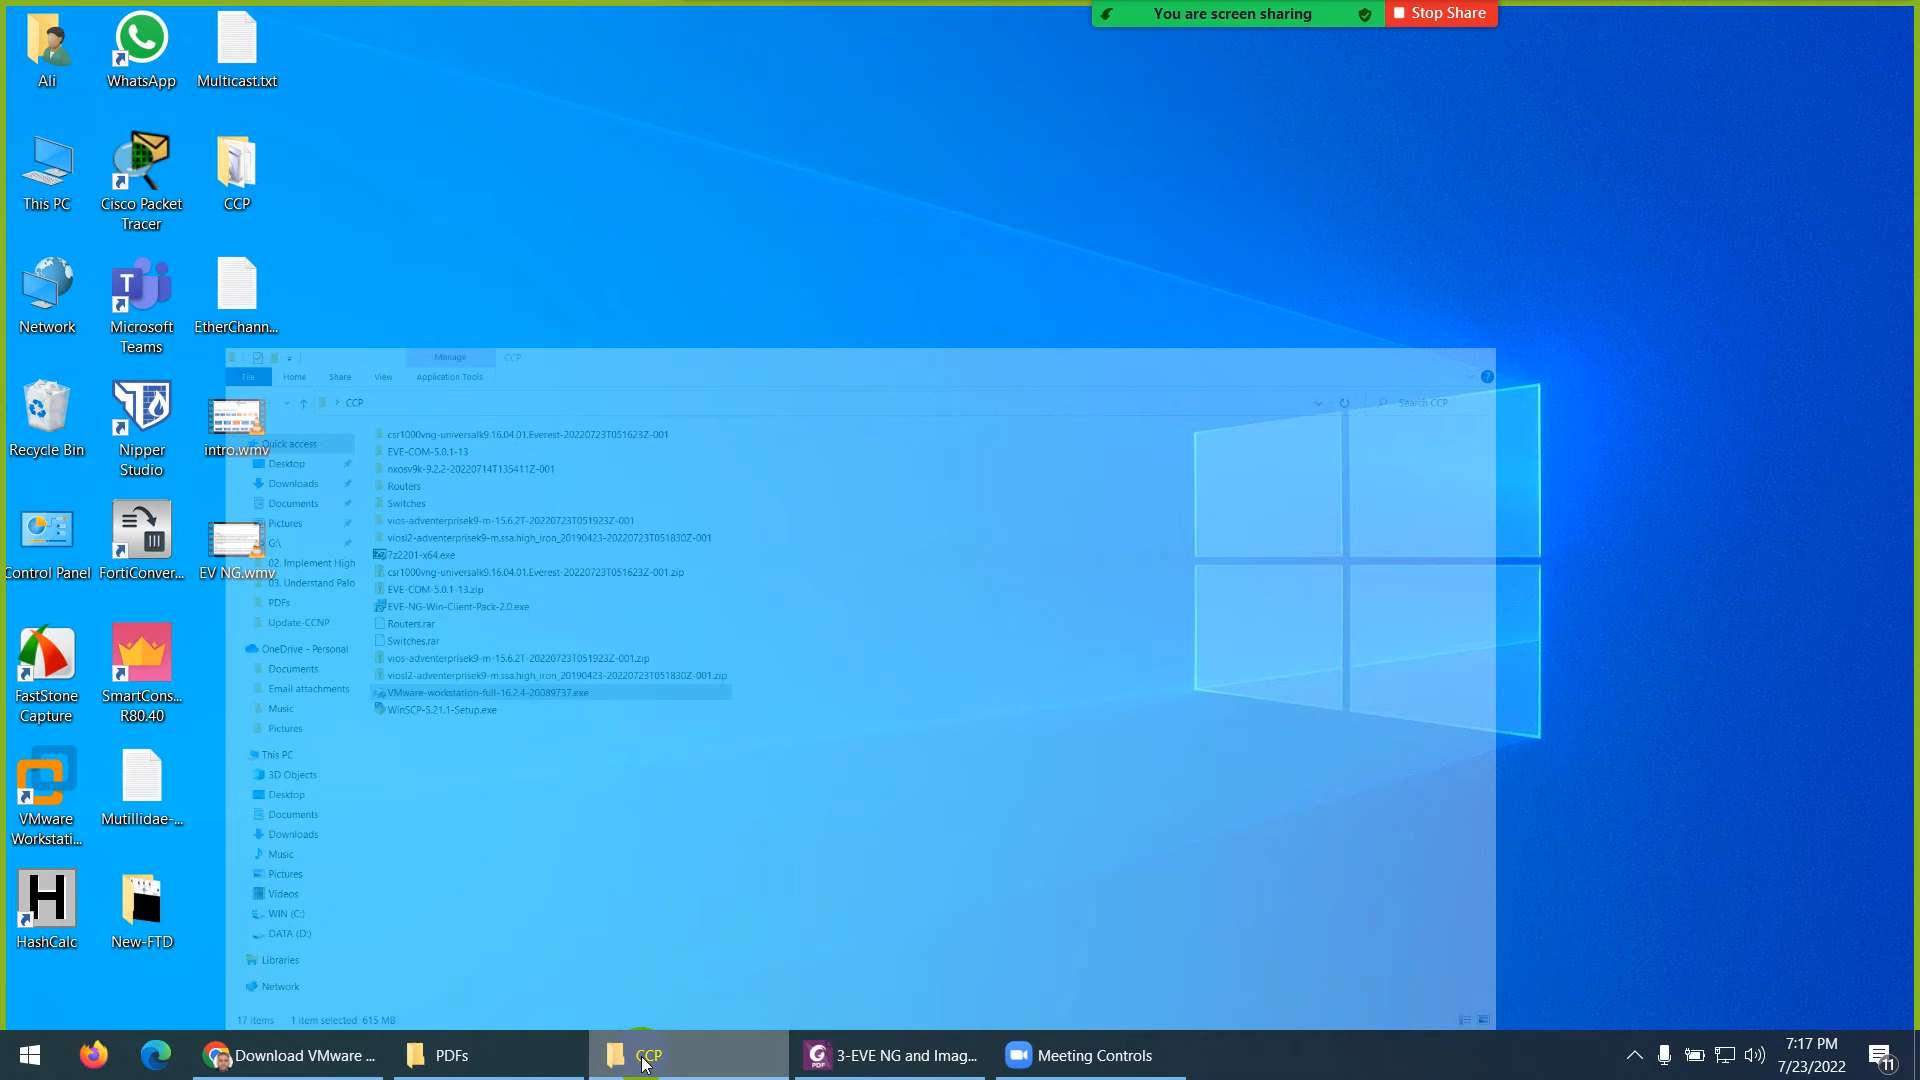 You are screen sharing
Stop Share
Ali
WhatsApp
Multicast.txt
This PC
Cisco Packet
Tracer
CCP
Network
Microsoft
Teams
EtherChann...
Recycle Bin
Nipper
Studio
intro.wmv
Control Panel
FortiConver...
EV NG.wmv
FastStone
Capture
SmartCons...
R80.40
VMware
Workstati...
Mutillidae-...
HashCalc
New-FTD
Manage
CCP
File
Home
Share
View
Application Tools
CCP
Search CCP
Quick access
Desktop
Downloads
Documents
Pictures
G:\
02. Implement High
03. Understand Palo
PDFs
Update-CCNP
OneDrive - Personal
Documents
Email attachments
Music
Pictures
This PC
3D Objects
Desktop
Documents
Downloads
Music
Pictures
Videos
WIN (C:)
DATA (D:)
Libraries
Network
csr1000vng-universalk9.16.04.01.Everest-20220723T051623Z-001
EVE-COM-5.0.1-13
nxosv9k-9.2.2-20220714T135411Z-001
Routers
Switches
vios-adventerprisek9-m-15.6.2T-20220723T051923Z-001
viosl2-adventerprisek9-m.ssa.high_iron_20190423-20220723T051830Z-001
7z2201-x64.exe
csr1000vng-universalk9.16.04.01.Everest-20220723T051623Z-001.zip
EVE-COM-5.0.1-13.zip
EVE-NG-Win-Client-Pack-2.0.exe
Routers.rar
Switches.rar
vios-adventerprisek9-m-15.6.2T-20220723T051923Z-001.zip
viosl2-adventerprisek9-m.ssa.high_iron_20190423-20220723T051830Z-001.zip
VMware-workstation-full-16.2.4-20089737.exe
WinSCP-5.21.1-Setup.exe
17 items
1 item selected 615 MB
Download VMware ...
PDFs
CCP
3-EVE NG and Imag...
Meeting Controls
7:17 PM
7/23/2022
11